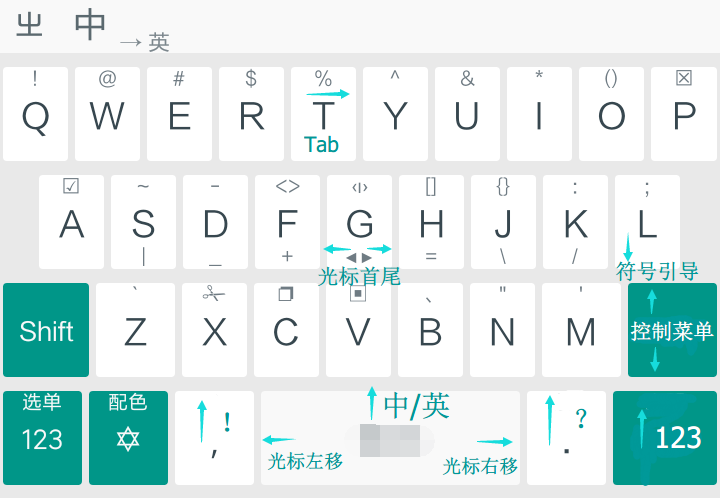 㞢 中 → 英
! @ # $ % ^ & * () ☒
Q W E R T Y U I O P
Tab
☑ ~ - <> ‹|› [] {} : ;
A S D F G H J K L
| _ + ◀ ▶ = \ /
光标首尾 符号引导
` ✂ ❐ ▣ 、 " '
Shift Z X C V B N M 控制菜单
选单 配色 ! 中/英 ?
123 ✡ , . 123
光标左移 光标右移